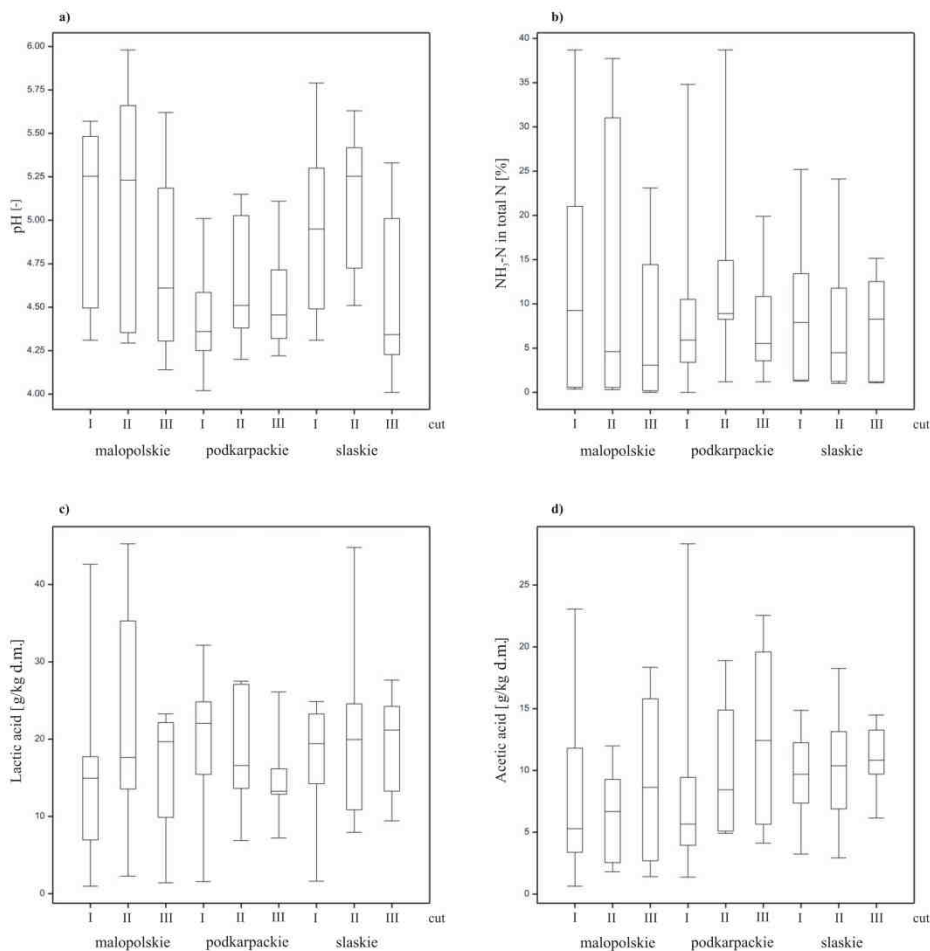 a)
6.00
5.75
5.50
5.25
5.00
4.75
4.50
4.25
4.00
pH [-]
I II III I II III I II III cut
malopolskie podkarpackie slaskie
b)
40
35
30
25
20
15
10
5
0
NH₃-N in total N [%]
I II III I II III I II III cut
malopolskie podkarpackie slaskie
c)
40
30
20
10
0
Lactic acid [g/kg d.m.]
I II III I II III I II III cut
malopolskie podkarpackie slaskie
d)
25
20
15
10
5
0
Acetic acid [g/kg d.m.]
I II III I II III I II III cut
malopolskie podkarpackie slaskie